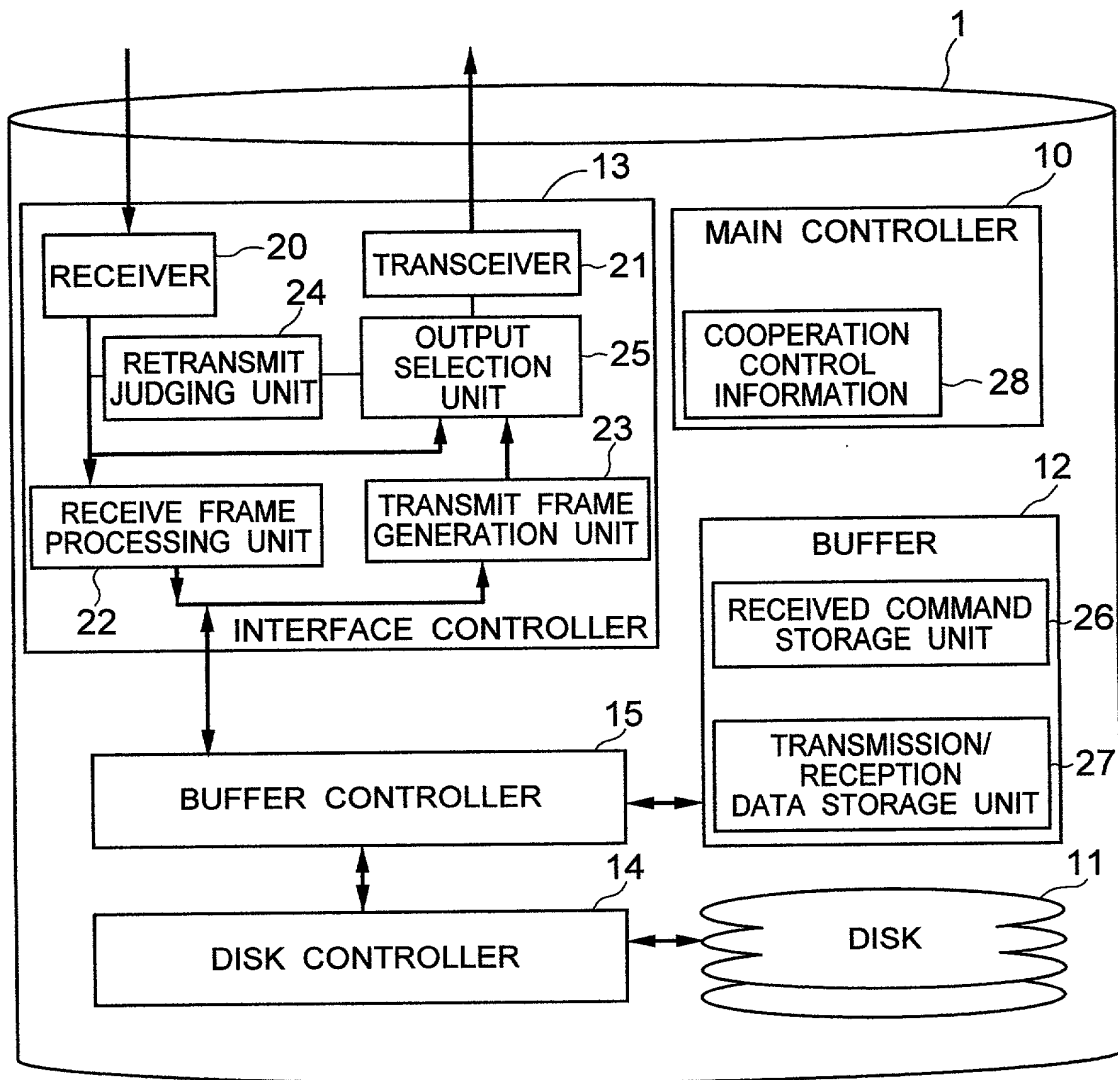 1
13
10
MAIN CONTROLLER
RECEIVER
20
TRANSCEIVER
21
24
RETRANSMIT
JUDGING UNIT
OUTPUT
SELECTION
UNIT
25
COOPERATION
CONTROL
INFORMATION
28
23
RECEIVE FRAME
PROCESSING UNIT
22
TRANSMIT FRAME
GENERATION UNIT
INTERFACE CONTROLLER
12
BUFFER
RECEIVED COMMAND
STORAGE UNIT
26
TRANSMISSION/
RECEPTION
DATA STORAGE UNIT
27
15
BUFFER CONTROLLER
14
DISK CONTROLLER
11
DISK